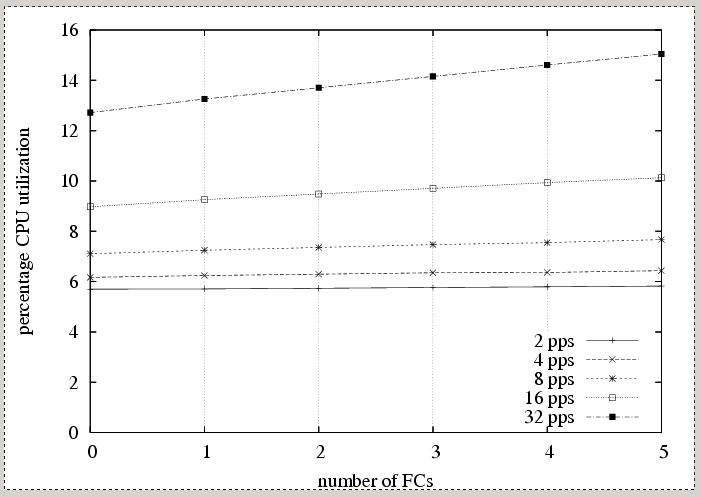 16
14
12
10
8
6
4
2
0
percentage CPU utilization
2 pps
4 pps
8 pps
16 pps
32 pps
0 1 2 3 4 5
number of FCs